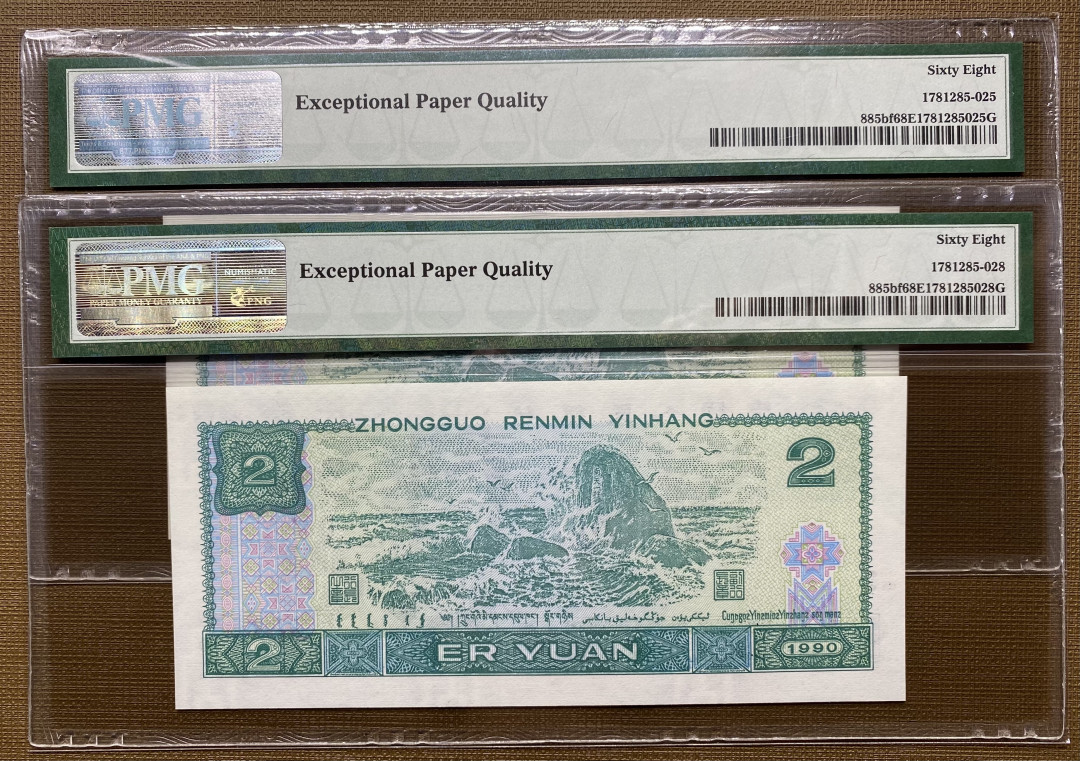 PMG
Exceptional Paper Quality
Sixty Eight
1781285-025
885bf68E1781285025G
PMG
PAPER MONEY GUARANTY
NUMISMATIC
Exceptional Paper Quality
Sixty Eight
1781285-028
885bf68E1781285028G
ZHONGGUO RENMIN YINHANG
2
2
2
ER YUAN
1990